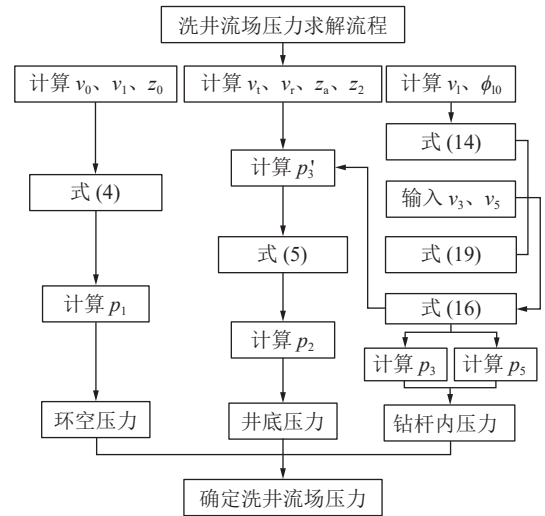 洗井流场压力求解流程
计算 v₀、v₁、z₀
计算 vₜ、vᵣ、zₐ、z₂
计算 vₗ、ϕₗ₀
式 (14)
计算 p₃'
式 (4)
输入 v₃、v₅
式 (5)
式 (19)
计算 p₁
式 (16)
计算 p₂
计算 p₃
计算 p₅
环空压力
井底压力
钻杆内压力
确定洗井流场压力